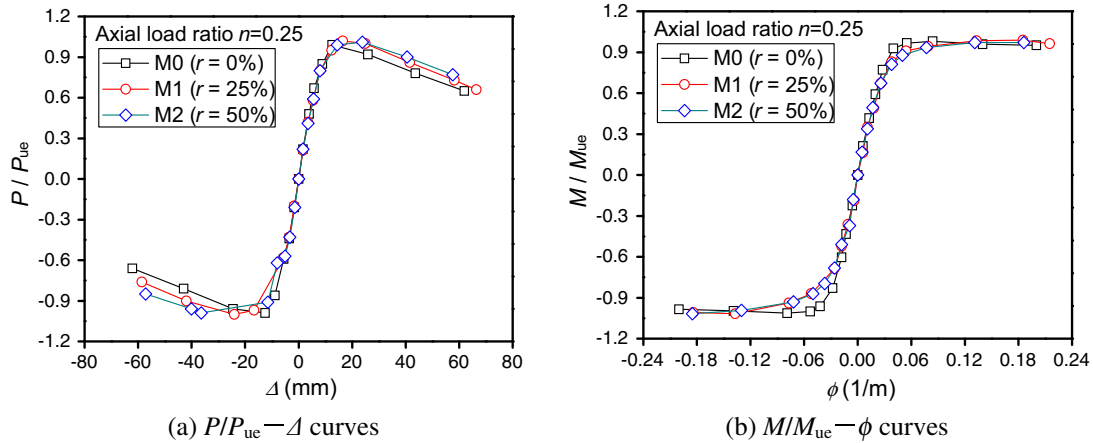 Axial load ratio n=0.25
M0 (r = 0%)
M1 (r = 25%)
M2 (r = 50%)
1.2
0.9
0.6
0.3
0.0
-0.3
-0.6
-0.9
-1.2
P / Pue
-80 -60 -40 -20 0 20 40 60 80
Δ (mm)
(a) P/Pue—Δ curves
Axial load ratio n=0.25
M0 (r = 0%)
M1 (r = 25%)
M2 (r = 50%)
1.2
0.9
0.6
0.3
0.0
-0.3
-0.6
-0.9
-1.2
M / Mue
-0.24 -0.18 -0.12 -0.06 0.00 0.06 0.12 0.18 0.24
ϕ (1/m)
(b) M/Mue—ϕ curves